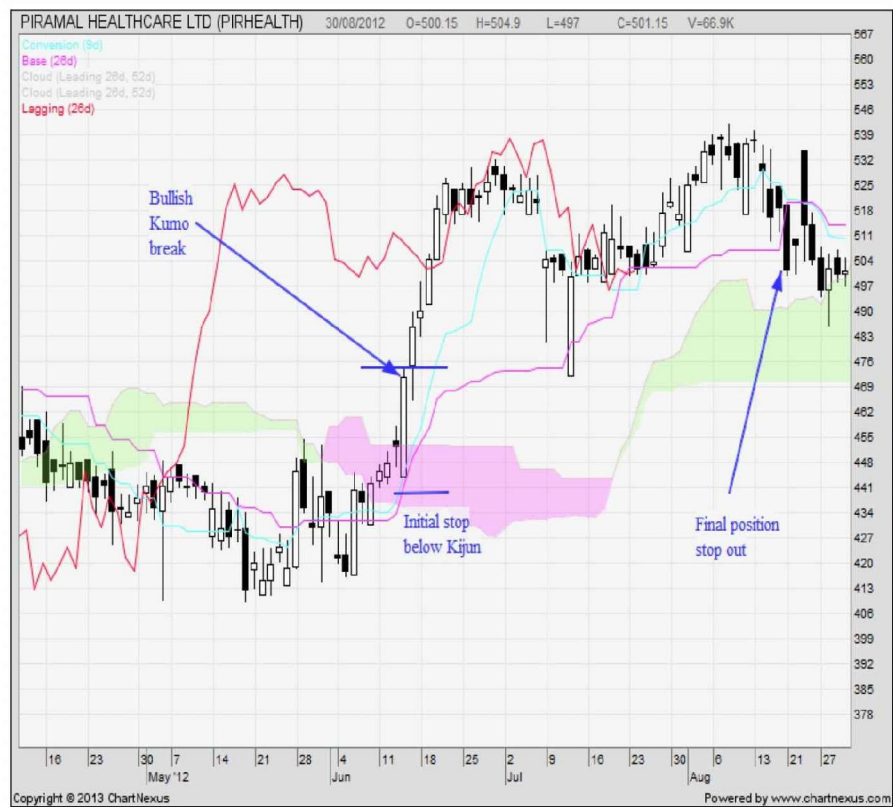 PIRAMAL HEALTHCARE LTD (PIRHEALTH) 30/08/2012 O=500.15 H=504.9 L=497 C=501.15 V=66.9K
Conversion (9d)
Base (26d)
Cloud (Leading 26d, 52d)
Cloud (Leading 26d, 52d)
Lagging (26d)
Bullish
Kumo
break
Initial stop
below Kijun
Final position
stop out
567
560
553
546
539
532
525
518
511
504
497
490
483
476
469
462
455
448
441
434
427
420
413
406
399
392
385
378
16 23 30 7 14 21 28 4 11 18 25 2 9 16 23 30 6 13 21 27
May '12 Jun Jul Aug
Copyright © 2013 ChartNexus Powered by www.chartnexus.com